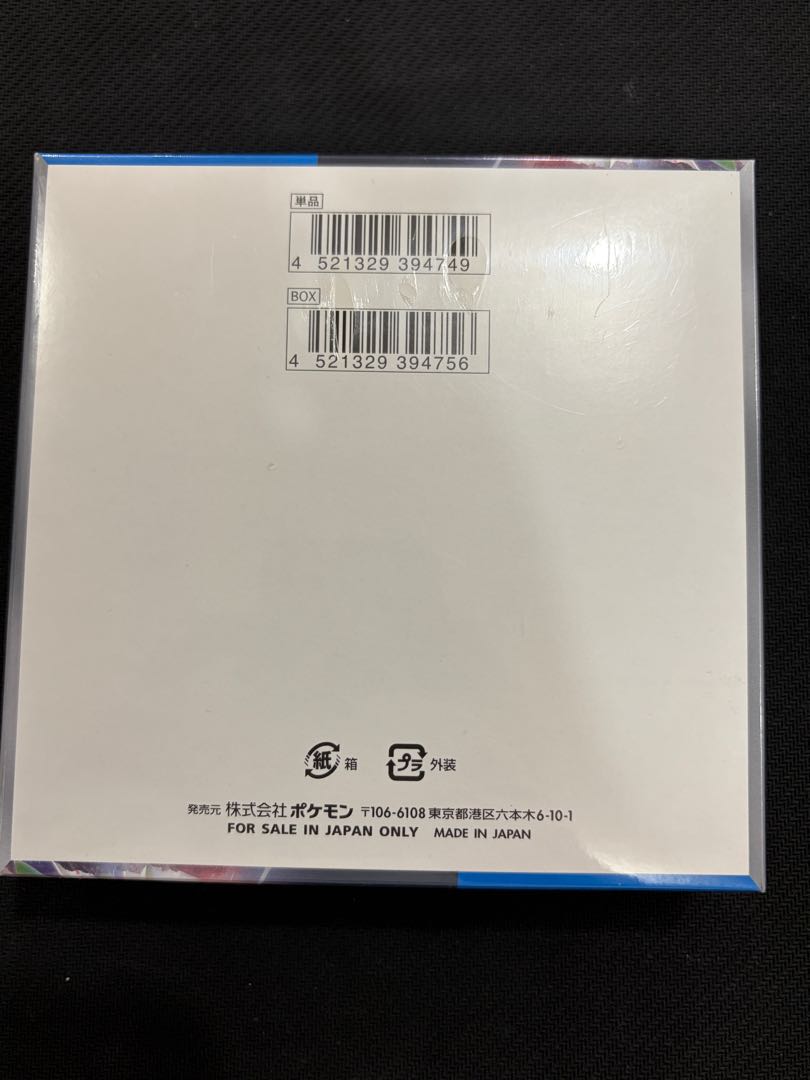 単品
4 521329 394749
BOX
4 521329 394756
紙 箱 プラ 外装
発売元 株式会社ポケモン 〒106-6108 東京都港区六本木6-10-1
FOR SALE IN JAPAN ONLY MADE IN JAPAN